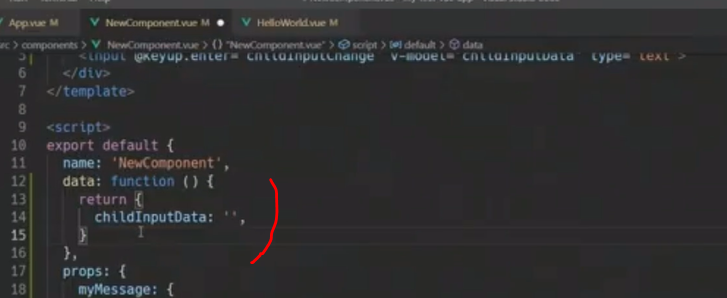 App.vue M
NewComponent.vue M
HelloWorld.vue M
src > components > NewComponent.vue > {} "NewComponent.vue" > script > default > data
5 <input @keyup.enter="childInputChange" v-model="childInputData" type="text">
6 </div>
7 </template>
8
9 <script>
10 export default {
11 name: 'NewComponent',
12 data: function () {
13 return {
14 childInputData: '',
15 }
16 },
17 props: {
18 myMessage: {